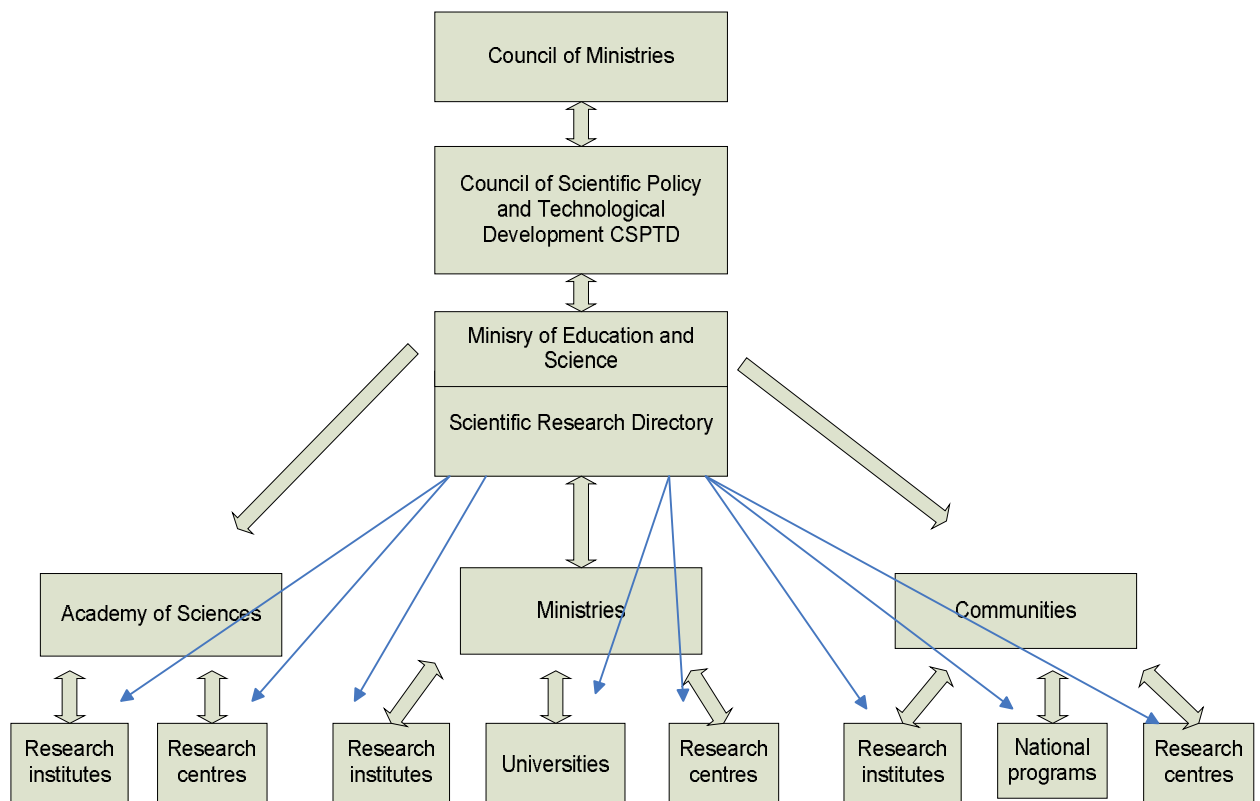 Council of Ministries
Council of Scientific Policy
and Technological
Development CSPTD
Minisry of Education and
Science
Scientific Research Directory
Academy of Sciences
Ministries
Communities
Research
institutes
Research
centres
Research
institutes
Universities
Research
centres
Research
institutes
National
programs
Research
centres